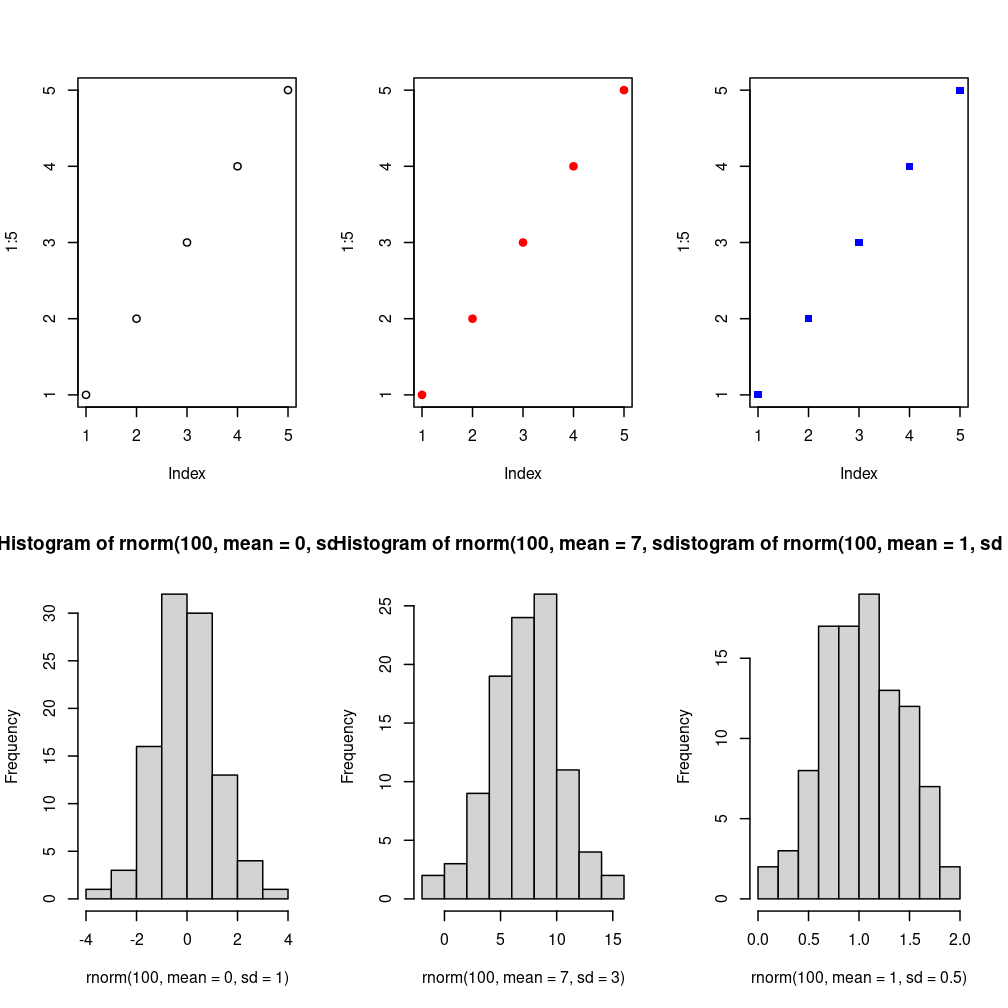 1:5
5
4
3
2
1
1 2 3 4 5
Index
1:5
5
4
3
2
1
1 2 3 4 5
Index
1:5
5
4
3
2
1
1 2 3 4 5
Index
Histogram of rnorm(100, mean = 0, sd
Histogram of rnorm(100, mean = 7, sd
istogram of rnorm(100, mean = 1, sd
Frequency
30
25
20
15
10
5
0
-4 -2 0 2 4
rnorm(100, mean = 0, sd = 1)
Frequency
25
20
15
10
5
0
0 5 10 15
rnorm(100, mean = 7, sd = 3)
Frequency
15
10
5
0
0.0 0.5 1.0 1.5 2.0
rnorm(100, mean = 1, sd = 0.5)